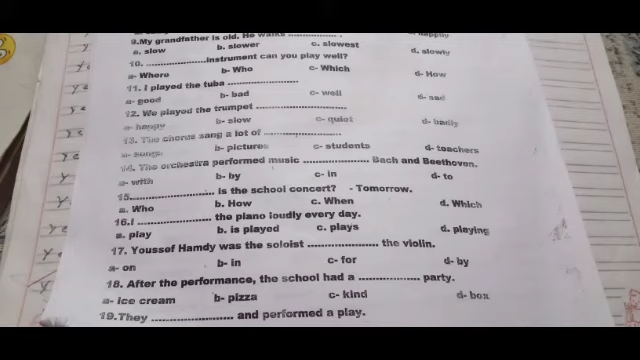 happily
9.My grandfather is old. He walks ..................... .
a. slow b. slower c. slowest d. slowly
10. ......................instrument can you play well?
a- Where b- Who c- Which d- How
11. I played the tuba .........................
a- good b- bad c- well d- sad
12. We played the trumpet ................................
a- happy b- slow c- quiet d- badly
13. The chorus sang a lot of ...........................
a- songs b- pictures c- students d- teachers
14. The orchestra performed music ....................... Bach and Beethoven.
a- with b- by c- in d- to
15............................. is the school concert? - Tomorrow.
a. Who b. How c. When d. Which
16.I .......................... the piano loudly every day.
a. play b. is played c. plays d. playing
17. Youssef Hamdy was the soloist ........................ the violin.
a- on b- in c- for d- by
18. After the performance, the school had a ..................... party.
a- ice cream b- pizza c- kind d- box
19.They ............................ and performed a play.